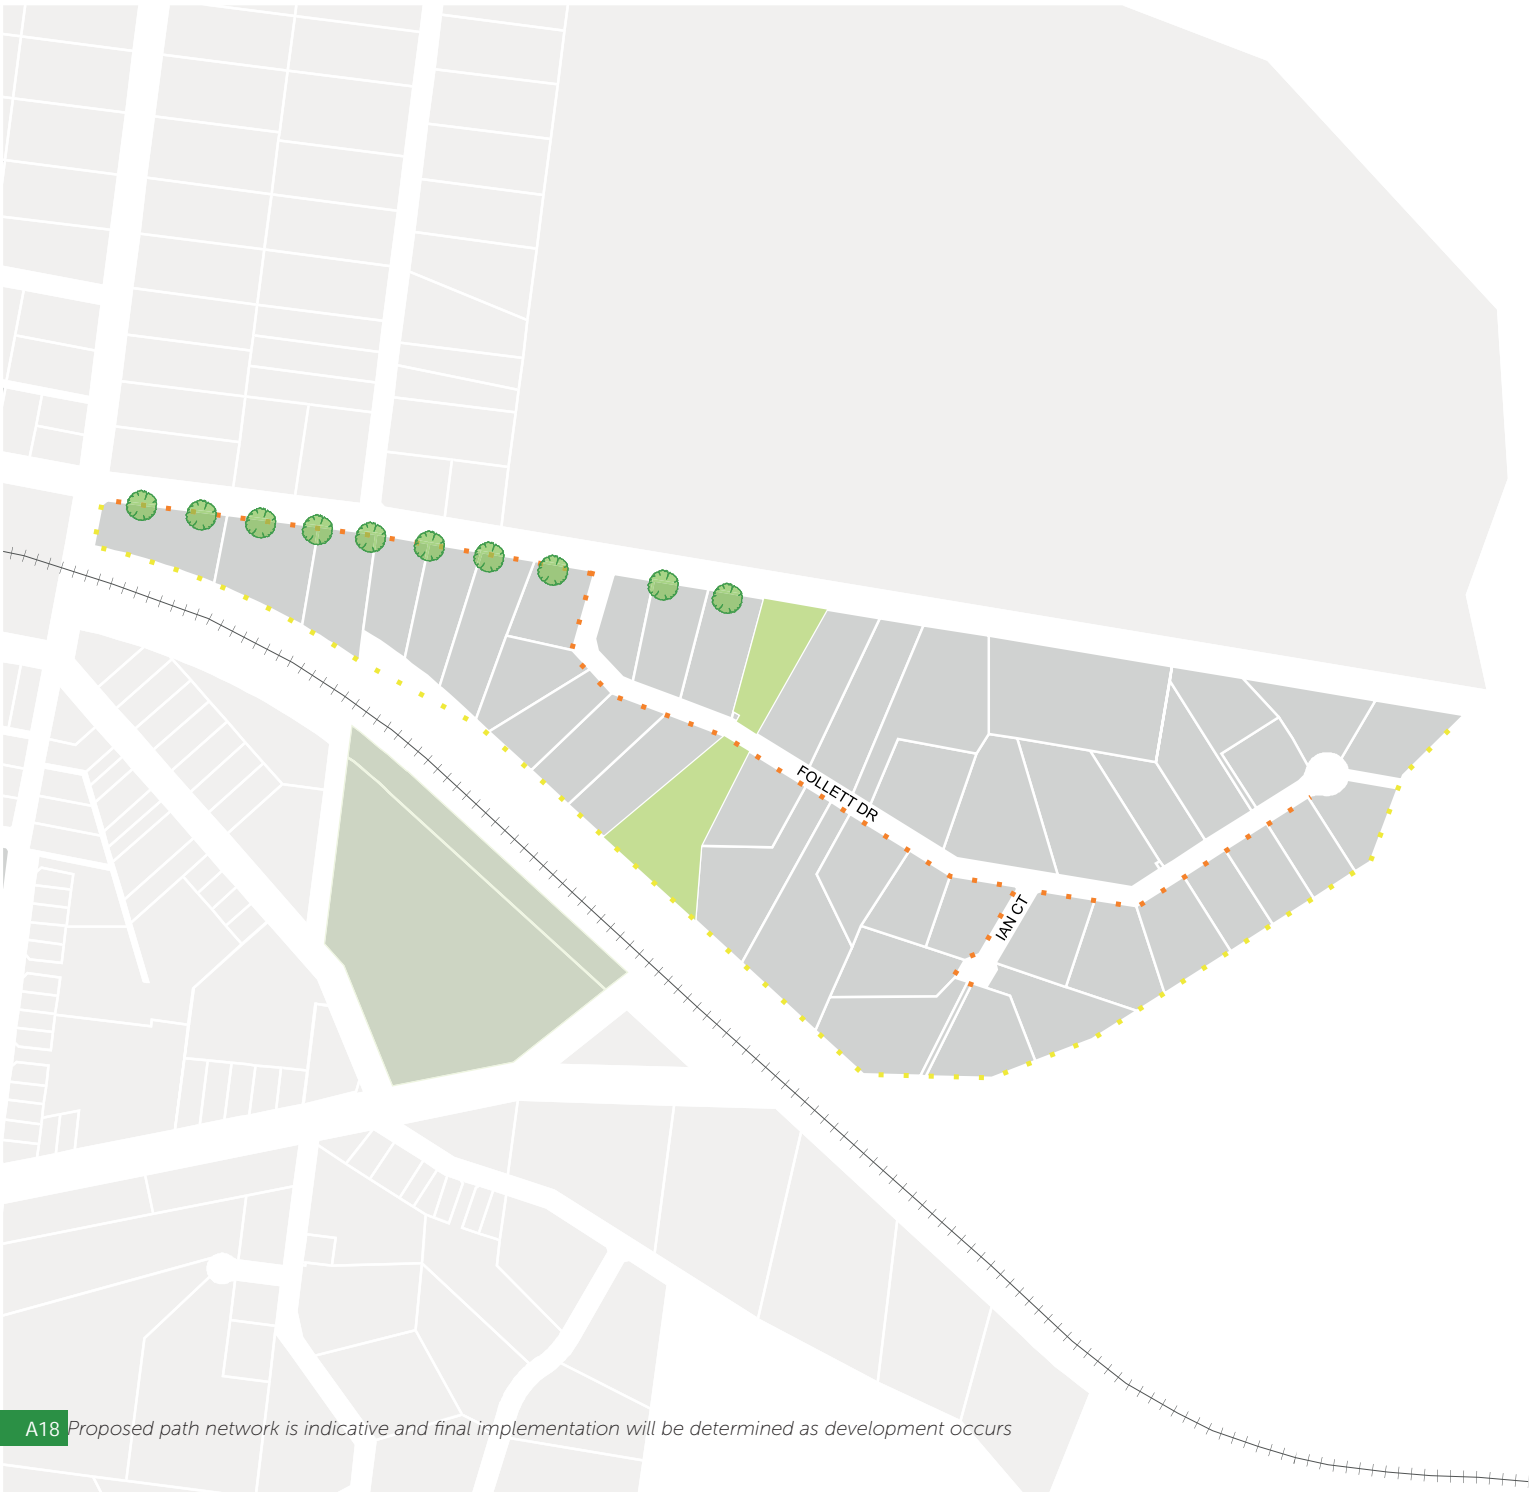 FOLLETT DR
IAN CT
A18 Proposed path network is indicative and final implementation will be determined as development occurs